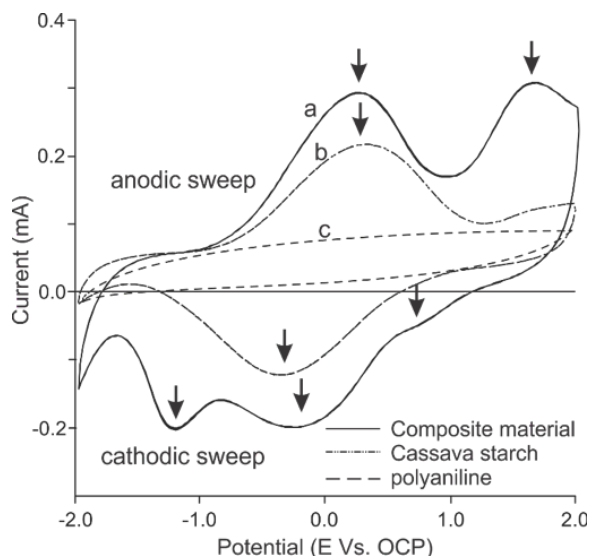 0.4
0.2
0.0
-0.2
Current (mA)
a
b
c
anodic sweep
cathodic sweep
Composite material
Cassava starch
polyaniline
-2.0 -1.0 0.0 1.0 2.0
Potential (E Vs. OCP)